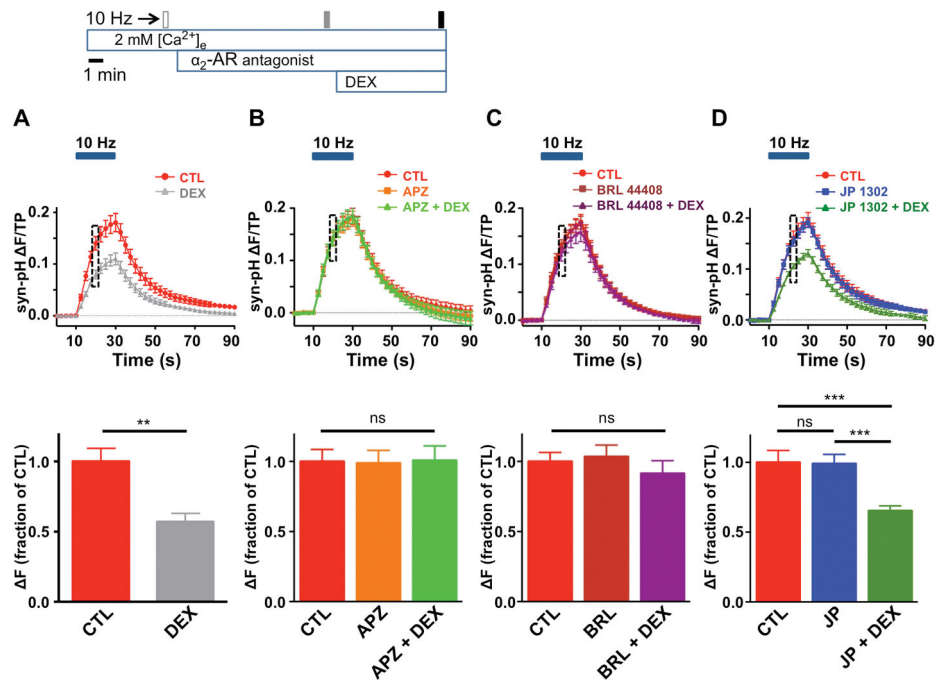 10 Hz →
2 mM [Ca²⁺]e
α₂-AR antagonist
1 min
DEX
A
B
C
D
10 Hz
CTL
DEX
syn-pH ΔF/TP
0.2
0.1
0.0
10 30 50 70 90
Time (s)
10 Hz
CTL
APZ
APZ + DEX
syn-pH ΔF/TP
0.2
0.1
0.0
10 30 50 70 90
Time (s)
10 Hz
CTL
BRL 44408
BRL 44408 + DEX
syn-pH ΔF/TP
0.2
0.1
0.0
10 30 50 70 90
Time (s)
10 Hz
CTL
JP 1302
JP 1302 + DEX
syn-pH ΔF/TP
0.2
0.1
0.0
10 30 50 70 90
Time (s)
**
ΔF (fraction of CTL)
1.0
0.5
0.0
CTL DEX
ns
ΔF (fraction of CTL)
1.0
0.5
0.0
CTL APZ APZ + DEX
ns
ΔF (fraction of CTL)
1.0
0.5
0.0
CTL BRL BRL + DEX
***
ns ***
ΔF (fraction of CTL)
1.0
0.5
0.0
CTL JP JP + DEX